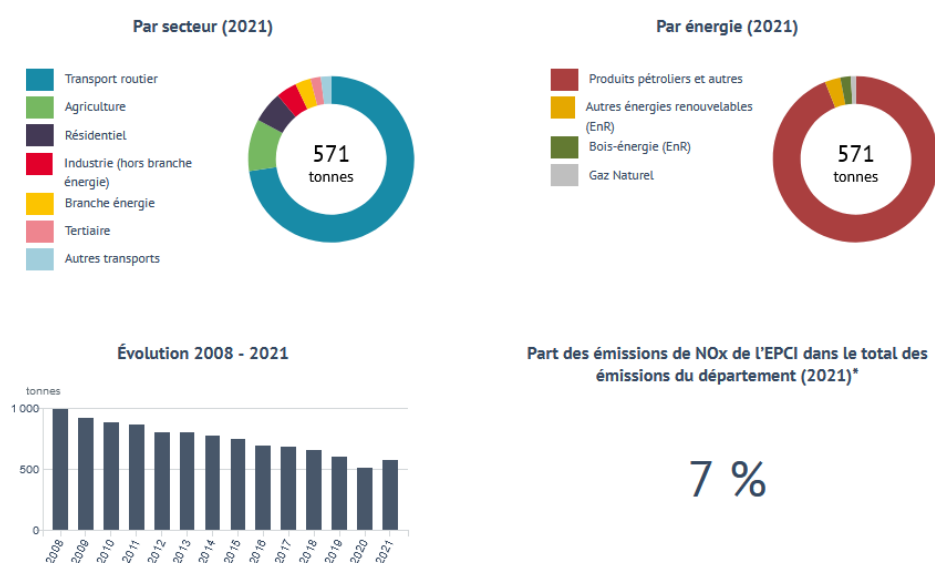 Par secteur (2021)
Transport routier
Agriculture
Résidentiel
Industrie (hors branche
énergie)
Branche énergie
Tertiaire
Autres transports
571
tonnes
Par énergie (2021)
Produits pétroliers et autres
Autres énergies renouvelables
(EnR)
Bois-énergie (EnR)
Gaz Naturel
571
tonnes
Évolution 2008 - 2021
tonnes
1 000
500
0
2008
2009
2010
2011
2012
2013
2014
2015
2016
2017
2018
2019
2020
2021
Part des émissions de NOx de l’EPCI dans le total des
émissions du département (2021)*
7 %